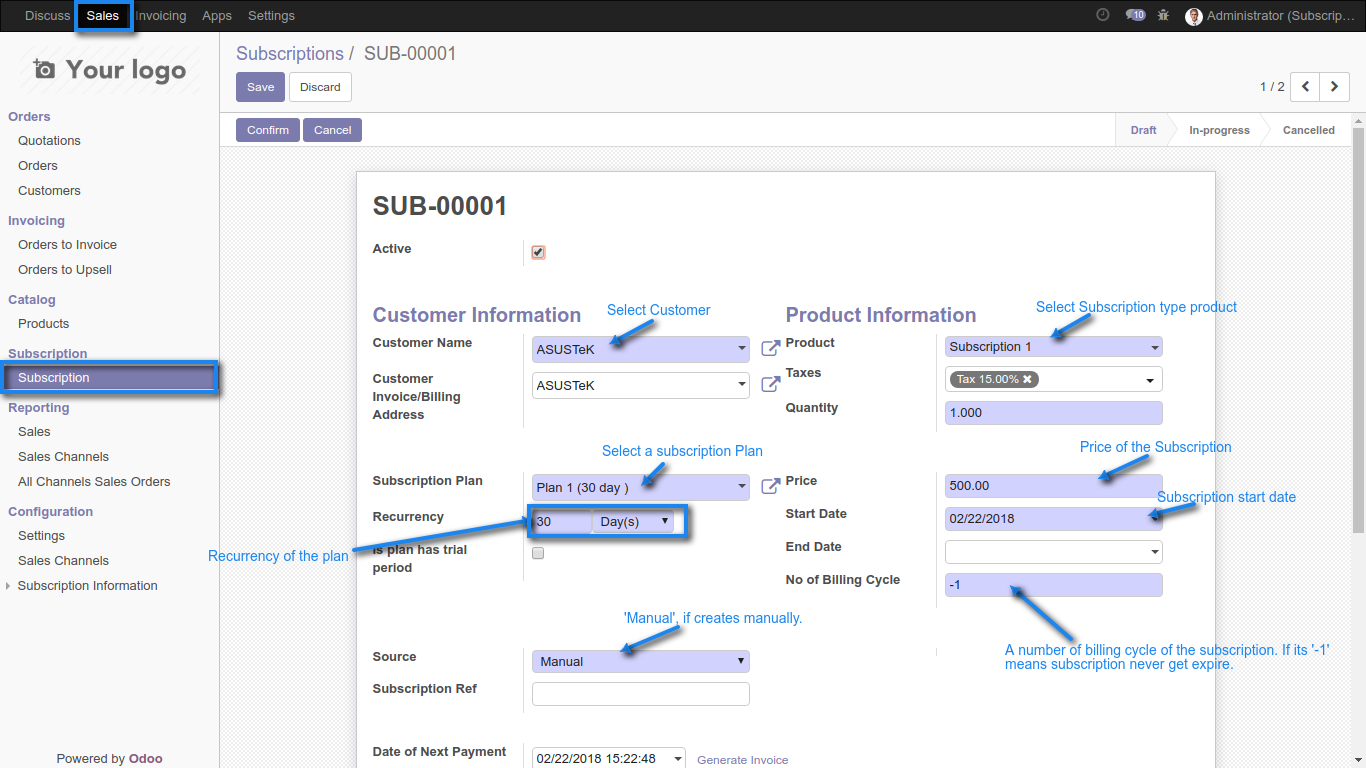 Discuss Sales Invoicing Apps Settings
10 Administrator (Subscrip...
Your logo
Subscriptions / SUB-00001
Save Discard
1 / 2
Confirm Cancel
Draft In-progress Cancelled
Orders
Quotations
Orders
Customers
Invoicing
Orders to Invoice
Orders to Upsell
Catalog
Products
Subscription
Subscription
Reporting
Sales
Sales Channels
All Channels Sales Orders
Configuration
Settings
Sales Channels
Subscription Information
Powered by Odoo
SUB-00001
Active
Customer Information
Select Customer
Customer Name
ASUSTeK
Customer
Invoice/Billing
Address
ASUSTeK
Product Information
Select Subscription type product
Product
Subscription 1
Taxes
Tax 15.00% ✖
Quantity
1.000
Select a subscription Plan
Subscription Plan
Plan 1 (30 day )
Recurrency
30 Day(s)
Recurrency of the plan
Is plan has trial
period
Price of the Subscription
Price
500.00
Subscription start date
Start Date
02/22/2018
End Date
No of Billing Cycle
-1
A number of billing cycle of the subscription. If its '-1'
means subscription never get expire.
'Manual', if creates manually.
Source
Manual
Subscription Ref
Date of Next Payment
02/22/2018 15:22:48
Generate Invoice